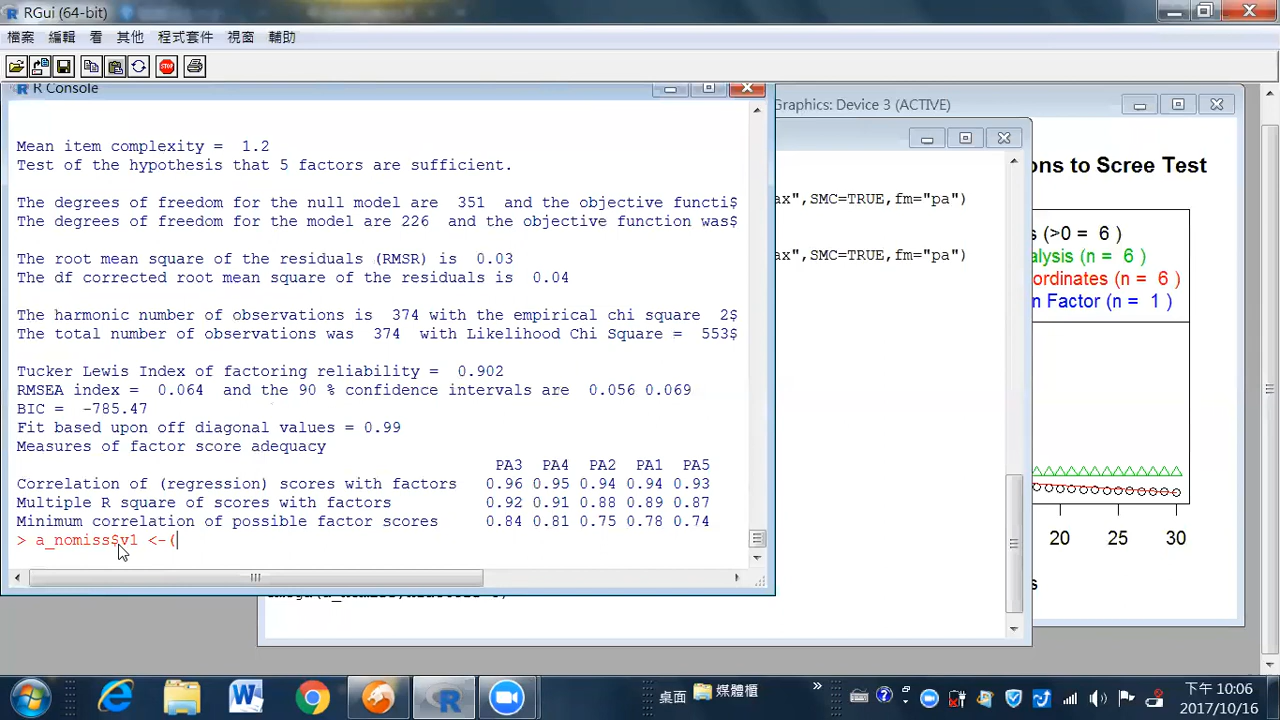 RGui (64-bit)
檔案 編輯 看 其他 程式套件 視窗 輔助
STOP
R Console
Mean item complexity =  1.2
Test of the hypothesis that 5 factors are sufficient.
The degrees of freedom for the null model are  351  and the objective functi$
The degrees of freedom for the model are 226  and the objective function was$
The root mean square of the residuals (RMSR) is  0.03
The df corrected root mean square of the residuals is  0.04
The harmonic number of observations is  374 with the empirical chi square  2$
The total number of observations was  374  with Likelihood Chi Square =  553$
Tucker Lewis Index of factoring reliability =  0.902
RMSEA index =  0.064  and the 90 % confidence intervals are  0.056 0.069
BIC =  -785.47
Fit based upon off diagonal values = 0.99
Measures of factor score adequacy
PA3 PA4 PA2 PA1 PA5
Correlation of (regression) scores with factors 0.96 0.95 0.94 0.94 0.93
Multiple R square of scores with factors 0.92 0.91 0.88 0.89 0.87
Minimum correlation of possible factor scores 0.84 0.81 0.75 0.78 0.74
> a_nomiss$v1 <-(
ax",SMC=TRUE,fm="pa")
ax",SMC=TRUE,fm="pa")
Graphics: Device 3 (ACTIVE)
ons to Scree Test
s (>0 =  6 )
alysis (n =  6 )
ordinates (n =  6 )
n Factor (n =  1 )
20 25 30
s
桌面 媒體櫃 »
下午 10:06
2017/10/16